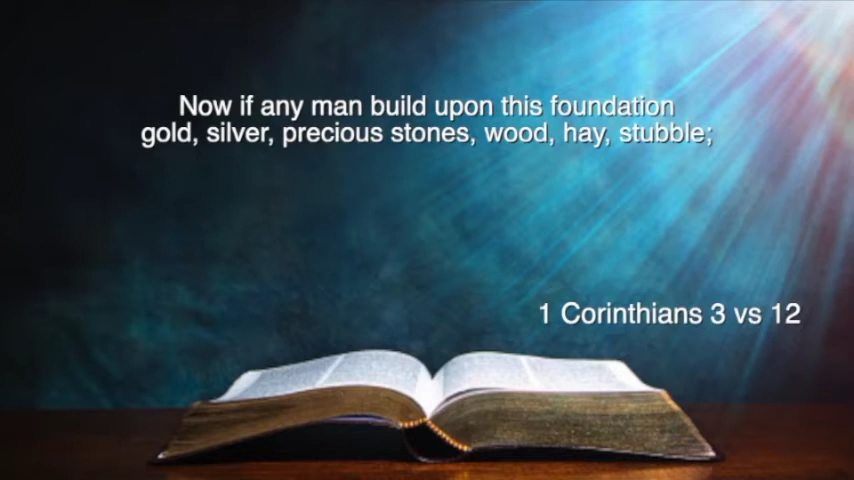 Now if any man build upon this foundation
gold, silver, precious stones, wood, hay, stubble;
1 Corinthians 3 vs 12